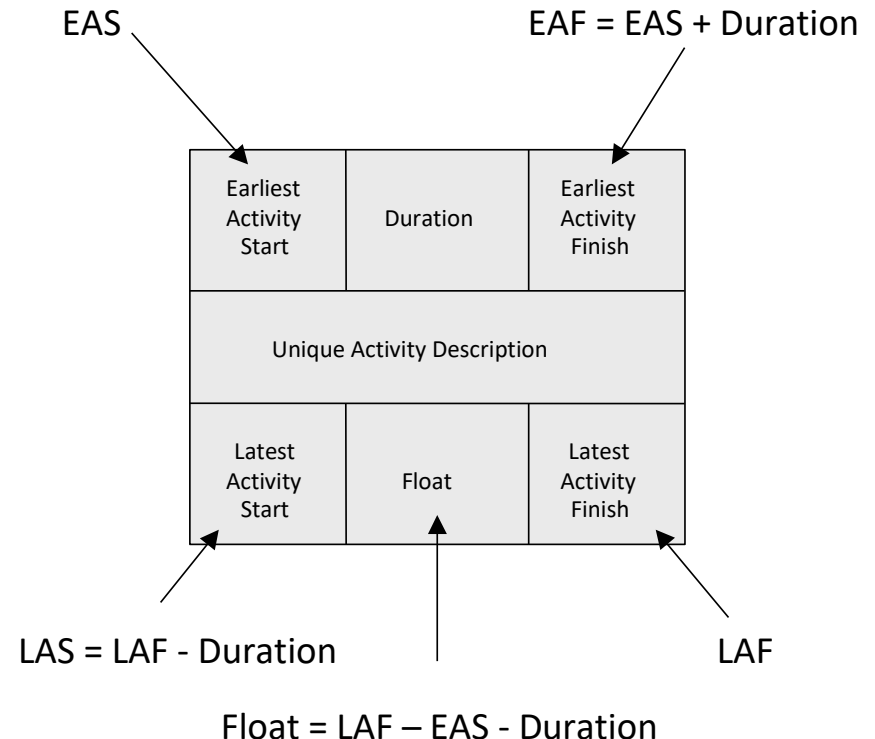 EAS
EAF = EAS + Duration
Earliest
Activity
Start
Duration
Earliest
Activity
Finish
Unique Activity Description
Latest
Activity
Start
Float
Latest
Activity
Finish
LAS = LAF - Duration
LAF
Float = LAF – EAS - Duration